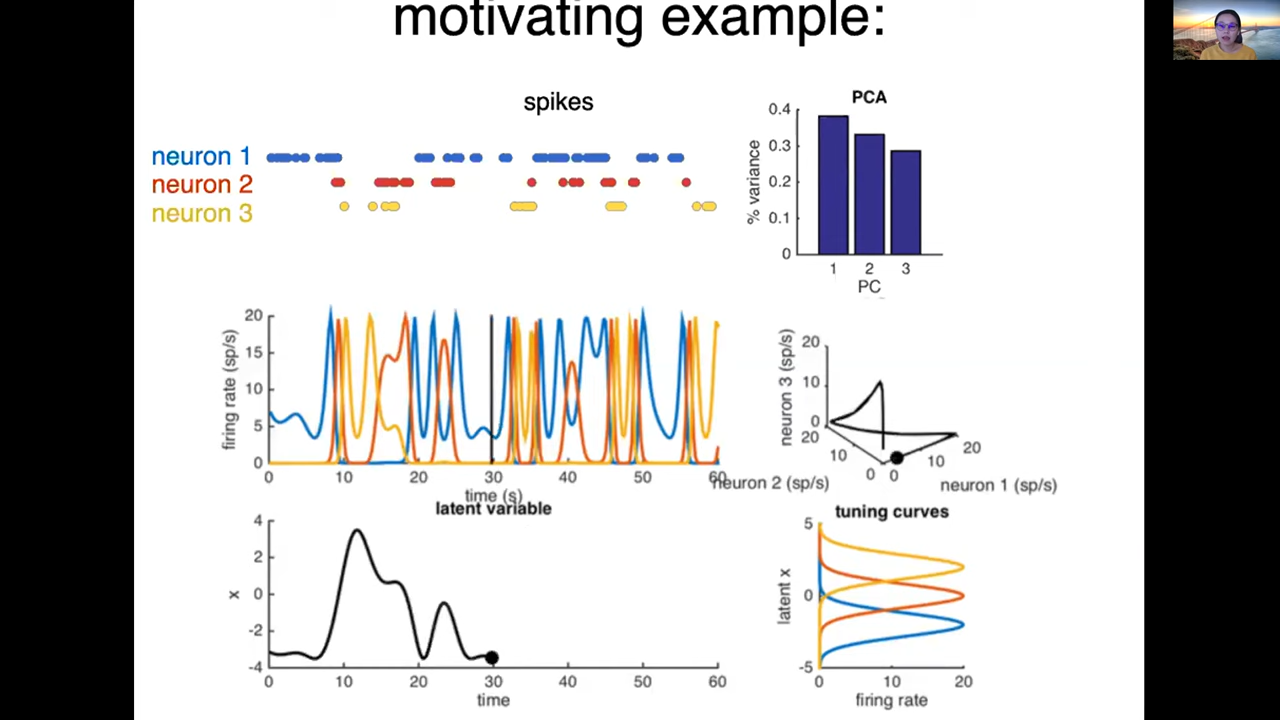 motivating example:
spikes
neuron 1
neuron 2
neuron 3
PCA
% variance
0.4
0.3
0.2
0.1
0
1 2 3
PC
firing rate (sp/s)
20
15
10
5
0
0 10 20 30 40 50 60
time (s)
neuron 3 (sp/s)
20
10
0
20
10
0
0
10
20
neuron 2 (sp/s)
neuron 1 (sp/s)
latent variable
x
4
2
0
-2
-4
0 10 20 30 40 50 60
time
tuning curves
latent x
5
0
-5
0 10 20
firing rate